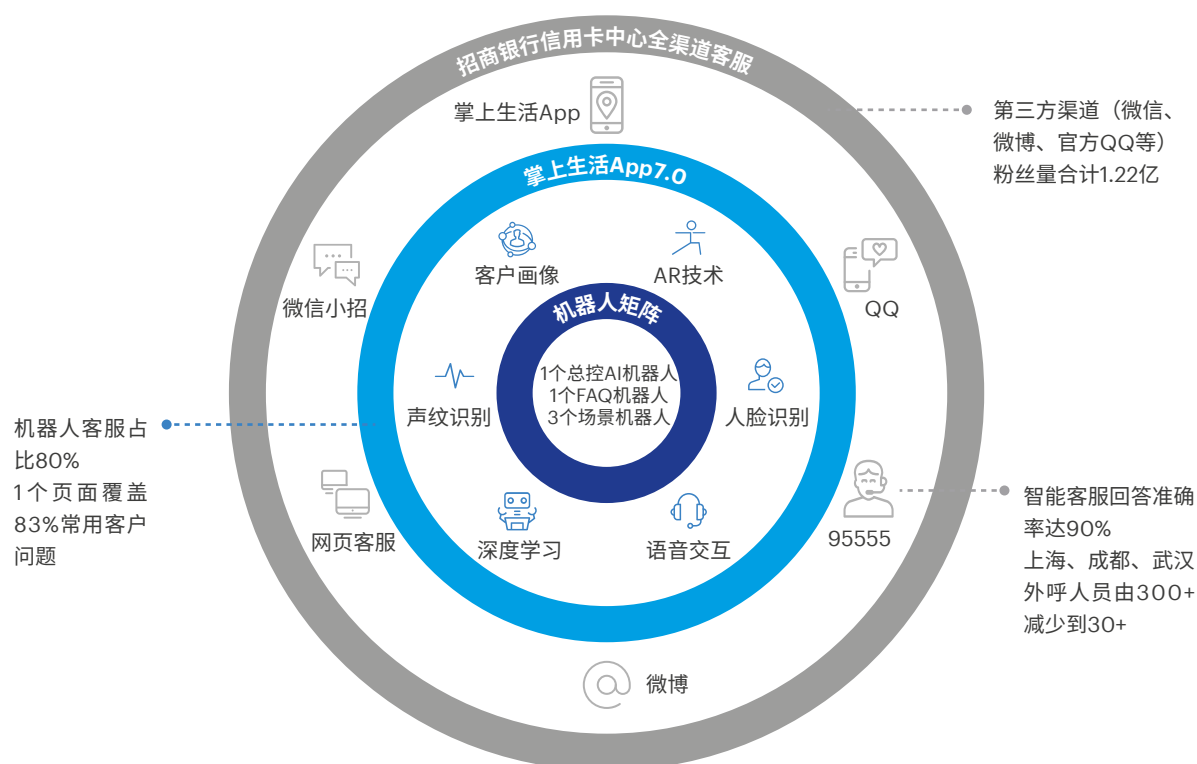 招商银行信用卡中心全渠道客服
掌上生活App
第三方渠道（微信、
微博、官方QQ等）
粉丝量合计1.22亿
掌上生活App7.0
客户画像
AR技术
微信小招
QQ
机器人矩阵
1个总控AI机器人
1个FAQ机器人
3个场景机器人
声纹识别
人脸识别
机器人客服占
比80%
1个页面覆盖
83%常用客户
问题
网页客服
深度学习
语音交互
95555
智能客服回答准确
率达90%
上海、成都、武汉
外呼人员由300+
减少到30+
微博